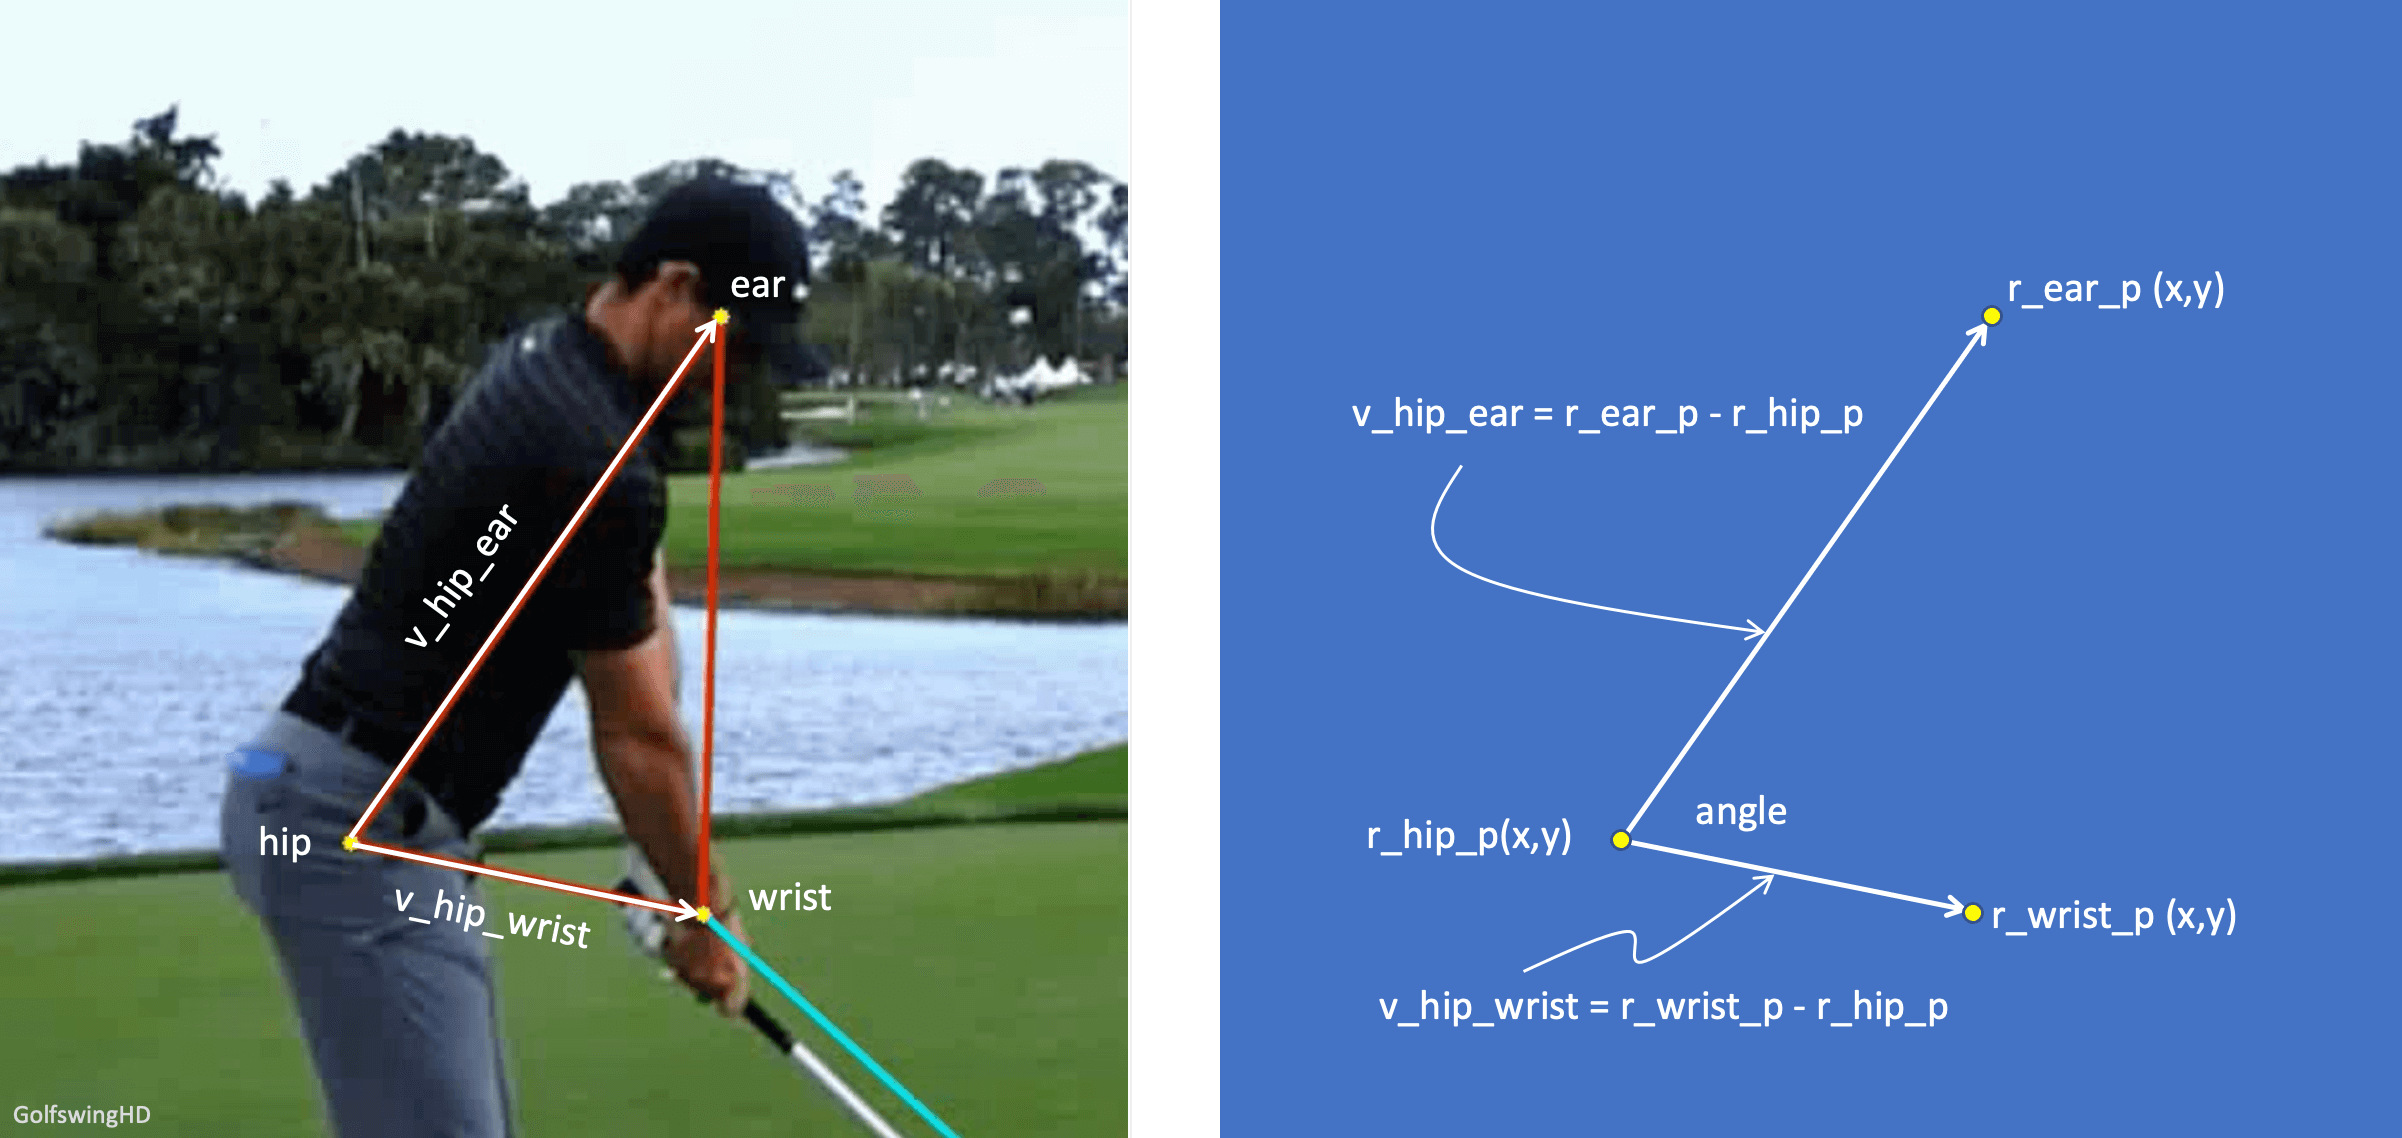 ear
v_hip_ear
hip
v_hip_wrist
wrist
GolfswingHD
r_ear_p (x,y)
v_hip_ear = r_ear_p - r_hip_p
angle
r_hip_p(x,y)
r_wrist_p (x,y)
v_hip_wrist = r_wrist_p - r_hip_p